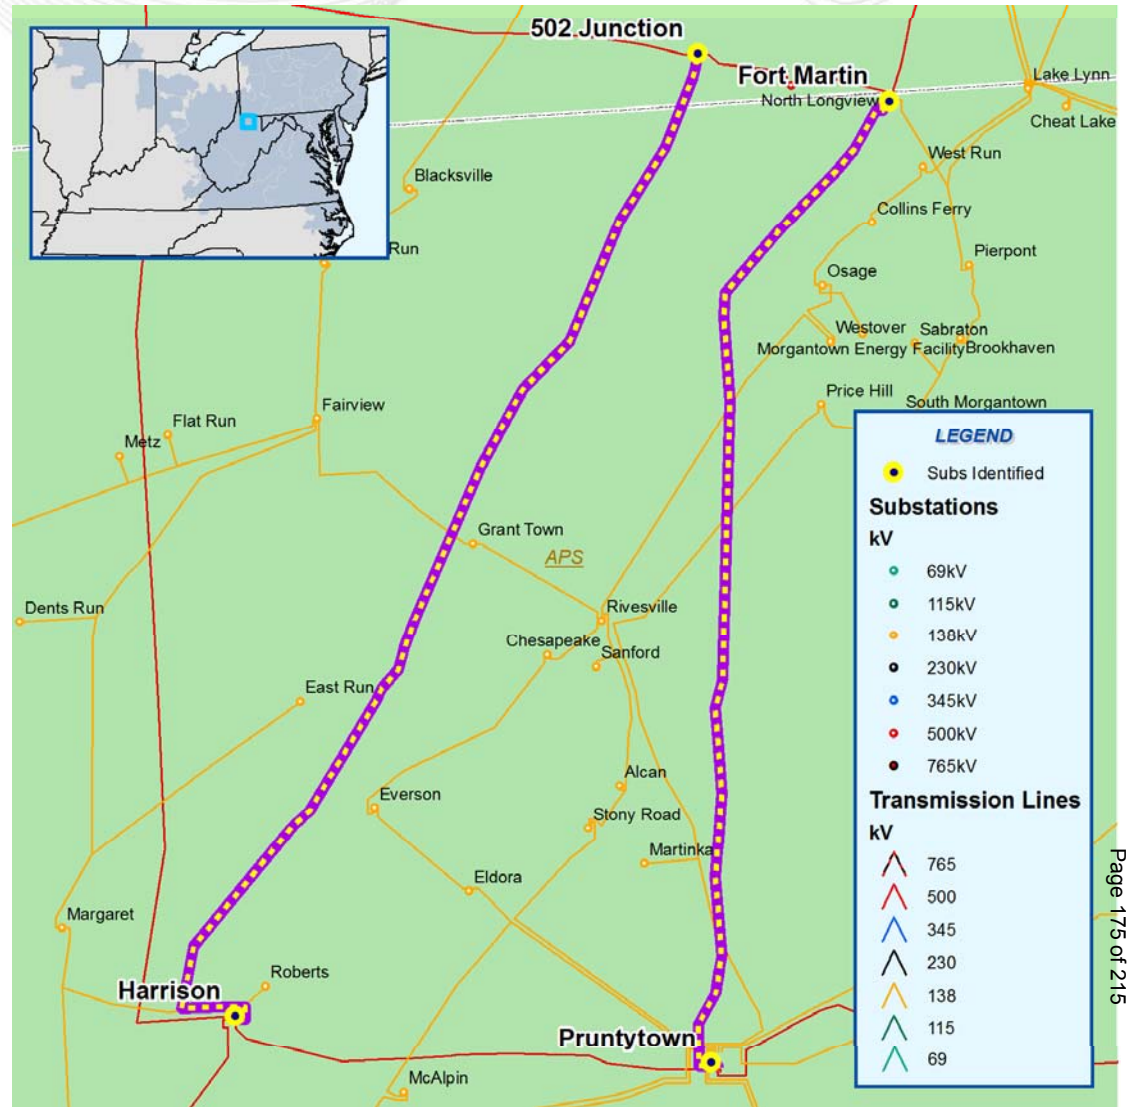 502 Junction
Fort Martin
Lake Lynn
North Longview
Cheat Lake
West Run
Blacksville
Collins Ferry
Run
Pierpont
Osage
Westover
Sabraton
Morgantown Energy Facility
Brookhaven
Price Hill
South Morgantown
Fairview
Flat Run
Metz
Grant Town
APS
Dents Run
Rivesville
Chesapeake
Sanford
East Run
Alcan
Everson
Stony Road
Martinka
Eldora
Margaret
Roberts
Harrison
Pruntytown
McAlpin
LEGEND
Subs Identified
Substations
kV
69kV
115kV
138kV
230kV
345kV
500kV
765kV
Transmission Lines
kV
765
500
345
230
138
115
69
Page 175 of 215